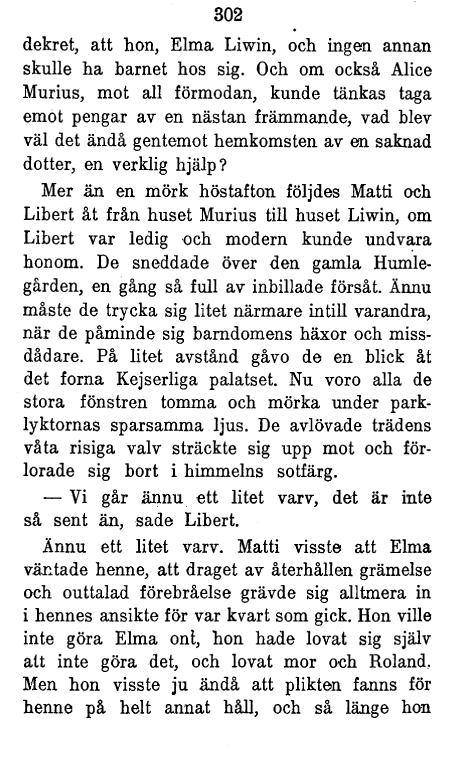 302
dekret, att hon, Elma Liwin, och ingen annan
skulle ha barnet hos sig. Och om också Alice
Murius, mot all förmodan, kunde tänkas taga
emot pengar av en nästan främmande, vad blev
väl det ändå gentemot hemkomsten av en saknad
dotter, en verklig hjälp?
Mer än en mörk höstafton följdes Matti och
Libert åt från huset Murius till huset Liwin, om
Libert var ledig och modern kunde undvara
honom. De sneddade över den gamla Humle-
gården, en gång så full av inbillade försåt. Ännu
måste de trycka sig litet närmare intill varandra,
när de påminde sig barndomens häxor och miss-
dådare. På litet avstånd gåvo de en blick åt
det forna Kejserliga palatset. Nu voro alla de
stora fönstren tomma och mörka under park-
lyktornas sparsamma ljus. De avlövade trädens
våta risiga valv sträckte sig upp mot och för-
lorade sig bort i himmelns sotfärg.
— Vi går ännu ett litet varv, det är inte
så sent än, sade Libert.
Ännu ett litet varv. Matti visste att Elma
väntade henne, att draget av återhållen grämelse
och outtalad förebråelse grävde sig alltmera in
i hennes ansikte för var kvart som gick. Hon ville
inte göra Elma ont, hon hade lovat sig själv
att inte göra det, och lovat mor och Roland.
Men hon visste ju ändå att plikten fanns för
henne på helt annat håll, och så länge hon